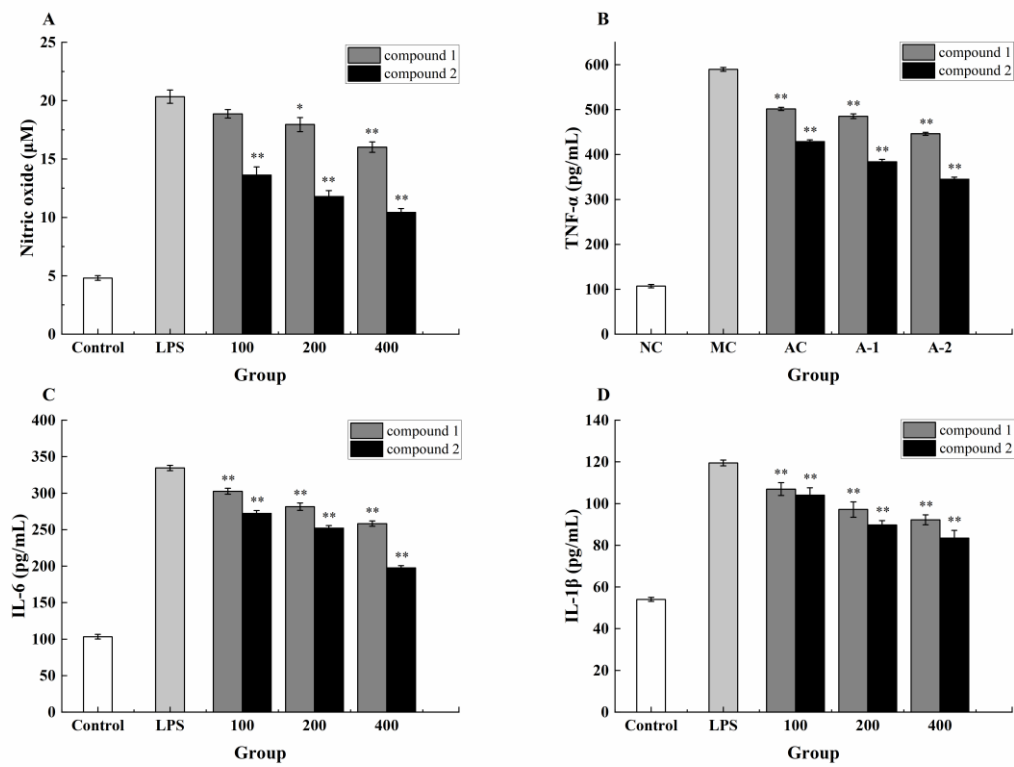 A
Nitric oxide (μM)
25
20
15
10
5
0
compound 1
compound 2
**
*
**
**
**
Control LPS 100 200 400
Group
B
TNF-α (pg/mL)
600
500
400
300
200
100
0
compound 1
compound 2
**
**
**
**
**
**
NC MC AC A-1 A-2
Group
C
IL-6 (pg/mL)
400
350
300
250
200
150
100
50
0
compound 1
compound 2
**
**
**
**
**
**
Control LPS 100 200 400
Group
D
IL-1β (pg/mL)
140
120
100
80
60
40
20
0
compound 1
compound 2
**
**
**
**
**
**
Control LPS 100 200 400
Group